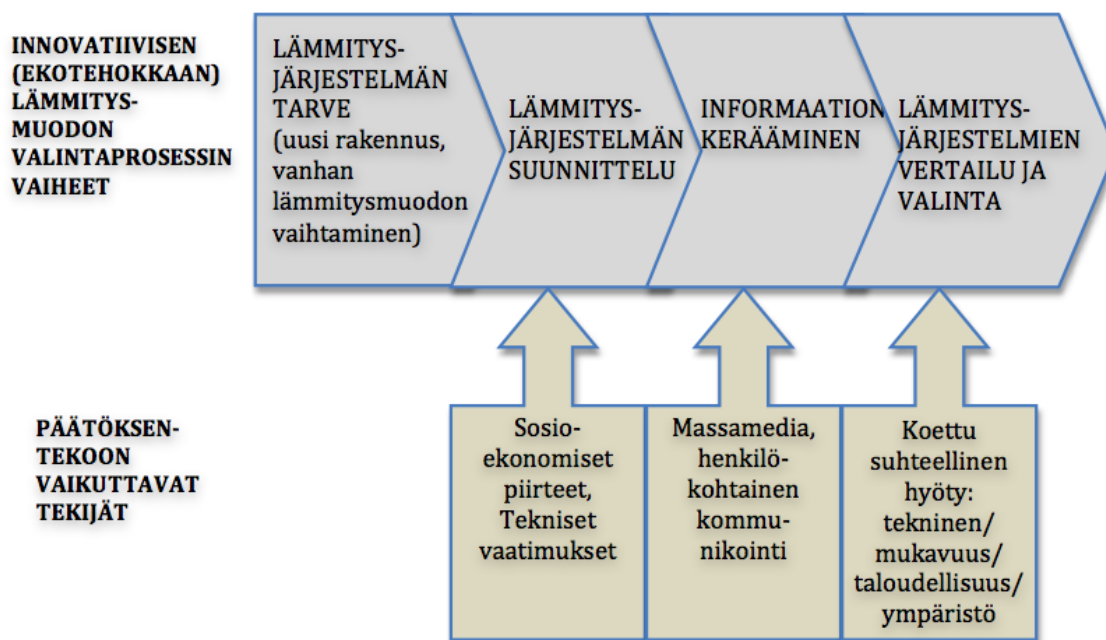 INNOVATIIVISEN
(EKOTEHOKKAAN)
LÄMMITYS-
MUODON
VALINTAPROSESSIN
VAIHEET
LÄMMITYS-
JÄRJESTELMÄN
TARVE
(uusi rakennus,
vanhan
lämmitysmuodon
vaihtaminen)
LÄMMITYS-
JÄRJESTELMÄN
SUUNNITTELU
INFORMAATION
KERÄÄMINEN
LÄMMITYS-
JÄRJESTELMIEN
VERTAILU JA
VALINTA
PÄÄTÖKSEN-
TEKOON
VAIKUTTAVAT
TEKIJÄT
Sosio-
ekonomiset
piirteet,
Tekniset
vaatimukset
Massamedia,
henkilö-
kohtainen
kommu-
nikointi
Koettu
suhteellinen
hyöty:
tekninen/
mukavuus/
taloudellisuus/
ympäristö